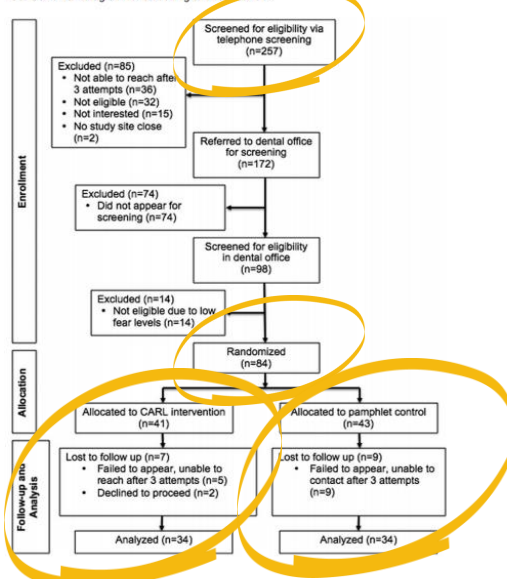 Screened for eligibility via
telephone screening
(n=257)
Excluded (n=85)
• Not able to reach after
3 attempts (n=36)
• Not eligible (n=32)
• Not interested (n=15)
• No study site close
(n=2)
Referred to dental office
for screening
(n=172)
Enrollment
Excluded (n=74)
• Did not appear for
screening (n=74)
Screened for eligibility
in dental office
(n=98)
Excluded (n=14)
• Not eligible due to low
fear levels (n=14)
Randomized
(n=84)
Allocation
Allocated to CARL intervention
(n=41)
Allocated to pamphlet control
(n=43)
Follow-up and
Analysis
Lost to follow up (n=7)
• Failed to appear, unable to
reach after 3 attempts (n=5)
• Declined to proceed (n=2)
Lost to follow up (n=9)
• Failed to appear, unable to
contact after 3 attempts
(n=9)
Analyzed (n=34)
Analyzed (n=34)